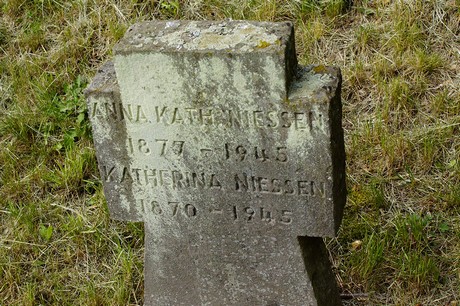 ANNA KATH. NIESSEN
1877 - 1945
KATHERINA NIESSEN
1870 - 1945